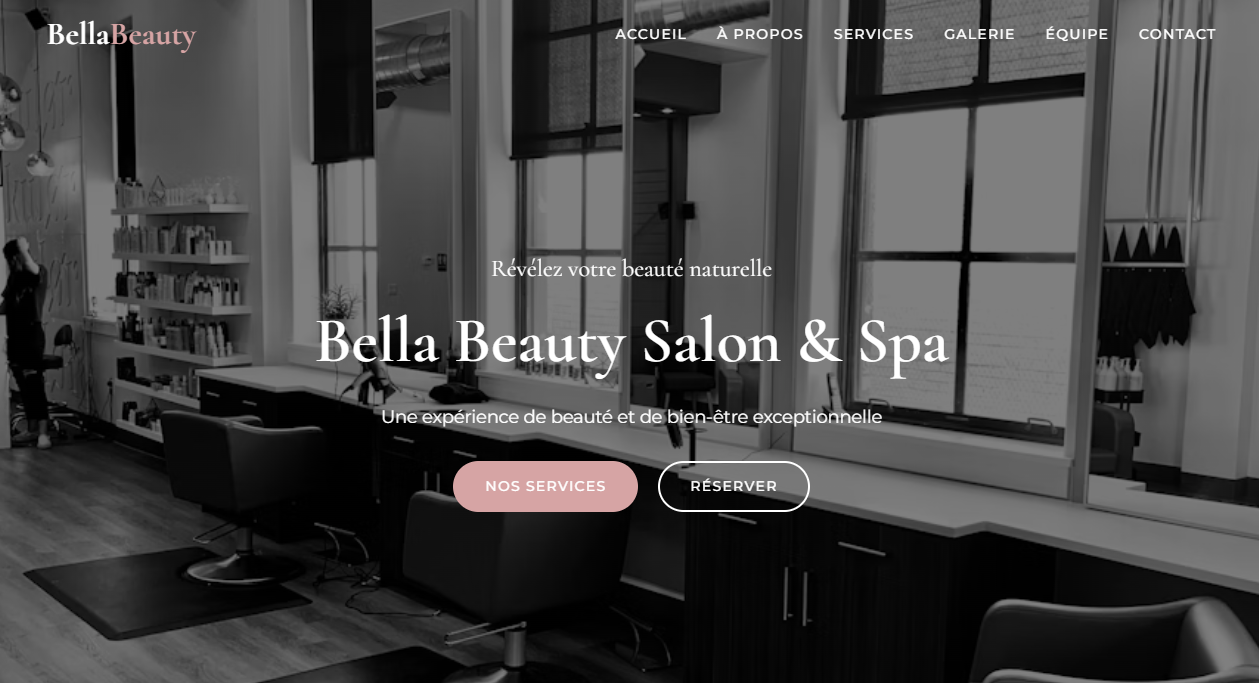 BellaBeauty
ACCUEIL À PROPOS SERVICES GALERIE ÉQUIPE CONTACT
Révélez votre beauté naturelle
Bella Beauty Salon & Spa
Une expérience de beauté et de bien-être exceptionnelle
NOS SERVICES RÉSERVER